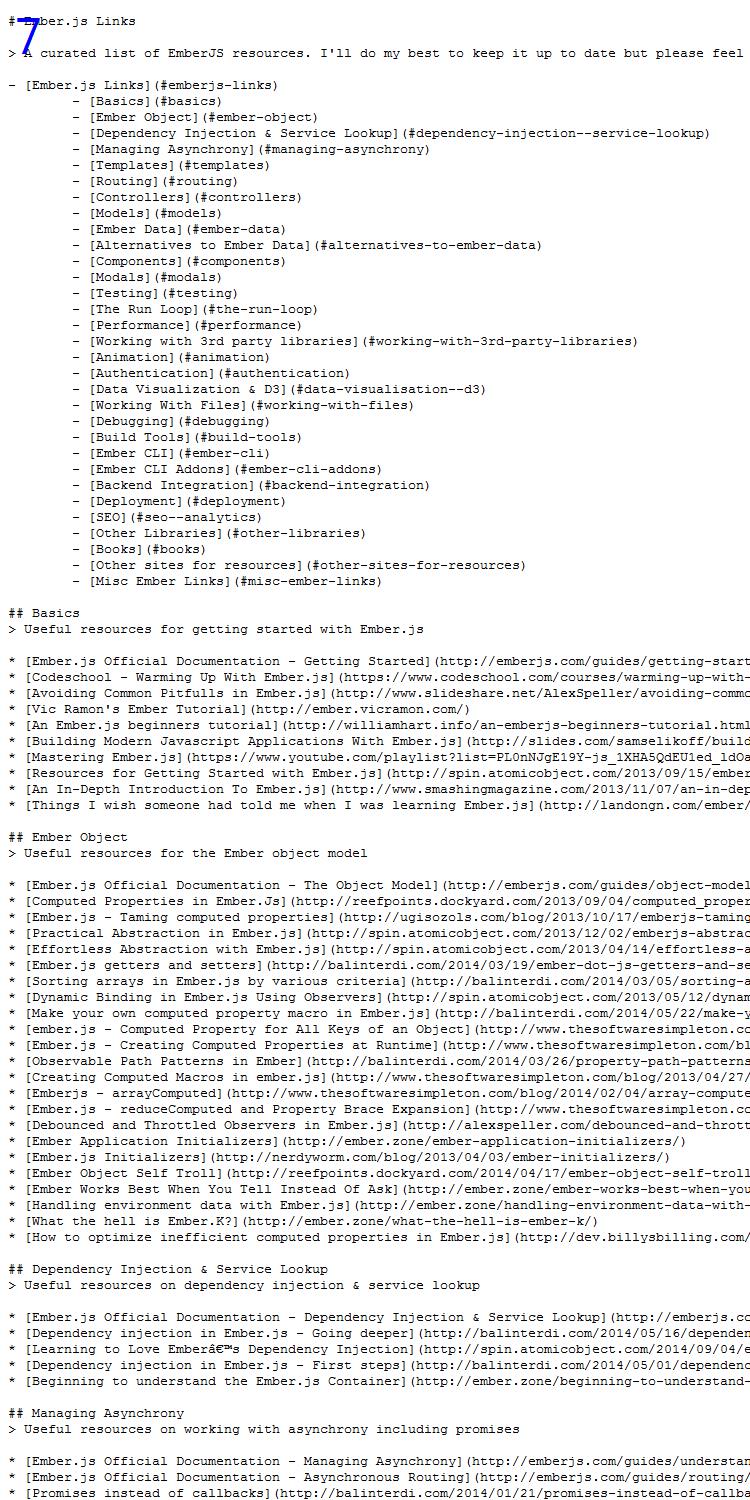 # Ember.js Links
7
> A curated list of EmberJS resources. I'll do my best to keep it up to date but please feel
- [Ember.js Links](#emberjs-links)
- [Basics](#basics)
- [Ember Object](#ember-object)
- [Dependency Injection & Service Lookup](#dependency-injection--service-lookup)
- [Managing Asynchrony](#managing-asynchrony)
- [Templates](#templates)
- [Routing](#routing)
- [Controllers](#controllers)
- [Models](#models)
- [Ember Data](#ember-data)
- [Alternatives to Ember Data](#alternatives-to-ember-data)
- [Components](#components)
- [Modals](#modals)
- [Testing](#testing)
- [The Run Loop](#the-run-loop)
- [Performance](#performance)
- [Working with 3rd party libraries](#working-with-3rd-party-libraries)
- [Animation](#animation)
- [Authentication](#authentication)
- [Data Visualization & D3](#data-visualisation--d3)
- [Working With Files](#working-with-files)
- [Debugging](#debugging)
- [Build Tools](#build-tools)
- [Ember CLI](#ember-cli)
- [Ember CLI Addons](#ember-cli-addons)
- [Backend Integration](#backend-integration)
- [Deployment](#deployment)
- [SEO](#seo--analytics)
- [Other Libraries](#other-libraries)
- [Books](#books)
- [Other sites for resources](#other-sites-for-resources)
- [Misc Ember Links](#misc-ember-links)
## Basics
> Useful resources for getting started with Ember.js
* [Ember.js Official Documentation - Getting Started](http://emberjs.com/guides/getting-start
* [Codeschool - Warming Up With Ember.js](https://www.codeschool.com/courses/warming-up-with-
* [Avoiding Common Pitfulls in Ember.js](https://www.slideshare.net/AlexSpeller/avoiding-commo
* [Vic Ramon's Ember Tutorial](http://ember.vicramon.com/)
* [An Ember.js beginners tutorial](http://williamhart.info/an-emberjs-beginners-tutorial.html
* [Building Modern Javascript Applications With Ember.js](http://slides.com/samselikoff/build
* [Mastering Ember.js](https://www.youtube.com/playlist?list=PL0nNJgE19Y-js_1XHA5QdEU1ed_ldOa
* [Resources for Getting Started with Ember.js](http://spin.atomicobject.com/2013/09/15/ember
* [An In-Depth Introduction To Ember.js](http://www.smashingmagazine.com/2013/11/07/an-in-dep
* [Things I wish someone had told me when I was learning Ember.js](http://landongn.com/ember/
## Ember Object
> Useful resources for the Ember object model
* [Ember.js Official Documentation - The Object Model](http://emberjs.com/guides/object-model
* [Computed Properties in Ember.Js](http://reefpoints.dockyard.com/2013/09/04/computed_proper
* [Ember.js - Taming computed properties](http://ugisozols.com/blog/2013/10/17/emberjs-taming
* [Practical Abstraction in Ember.js](http://spin.atomicobject.com/2013/12/02/emberjs-abstrac
* [Effortless Abstraction with Ember.js](http://spin.atomicobject.com/2013/04/14/effortless-a
* [Ember.js getters and setters](http://balinterdi.com/2014/03/19/ember-dot-js-getters-and-se
* [Sorting arrays in Ember.js by various criteria](http://balinterdi.com/2014/03/05/sorting-a
* [Dynamic Binding in Ember.js Using Observers](http://spin.atomicobject.com/2013/05/12/dynam
* [Make your own computed property macro in Ember.js](http://balinterdi.com/2014/05/22/make-y
* [ember.js - Computed Property for All Keys of an Object](http://www.thesoftwaresimpleton.co
* [Ember.js - Creating Computed Properties at Runtime](http://www.thesoftwaresimpleton.com/bl
* [Observable Path Patterns in Ember](http://balinterdi.com/2014/03/26/property-path-patterns
* [Creating Computed Macros in ember.js](http://www.thesoftwaresimpleton.com/blog/2013/04/27/
* [Emberjs - arrayComputed](http://www.thesoftwaresimpleton.com/blog/2014/02/04/array-compute
* [Ember.js - reduceComputed and Property Brace Expansion](http://www.thesoftwaresimpleton.co
* [Debounced and Throttled Observers in Ember.js](http://alexspeller.com/debounced-and-thrott
* [Ember Application Initializers](http://ember.zone/ember-application-initializers/)
* [Ember.js Initializers](http://nerdyworm.com/blog/2013/04/03/ember-initializers/)
* [Ember Object Self Troll](http://reefpoints.dockyard.com/2014/04/17/ember-object-self-troll
* [Ember Works Best When You Tell Instead Of Ask](http://ember.zone/ember-works-best-when-you
* [Handling environment data with Ember.js](http://ember.zone/handling-environment-data-with-
* [What the hell is Ember.K?](http://ember.zone/what-the-hell-is-ember-k/)
* [How to optimize inefficient computed properties in Ember.js](http://dev.billysbilling.com/
## Dependency Injection & Service Lookup
> Useful resources on dependency injection & service lookup
* [Ember.js Official Documentation - Dependency Injection & Service Lookup](http://emberjs.co
* [Dependency injection in Ember.js - Going deeper](http://balinterdi.com/2014/05/16/dependen
* [Learning to Love Emberâ€™s Dependency Injection](http://spin.atomicobject.com/2014/09/04/e
* [Dependency injection in Ember.js - First steps](http://balinterdi.com/2014/05/01/dependenc
* [Beginning to understand the Ember.js Container](http://ember.zone/beginning-to-understand-
## Managing Asynchrony
> Useful resources on working with asynchrony including promises
* [Ember.js Official Documentation - Managing Asynchrony](http://emberjs.com/guides/understan
* [Ember.js Official Documentation - Asynchronous Routing](http://emberjs.com/guides/routing/
* [Promises instead of callbacks](http://balinterdi.com/2014/01/21/promises-instead-of-callba